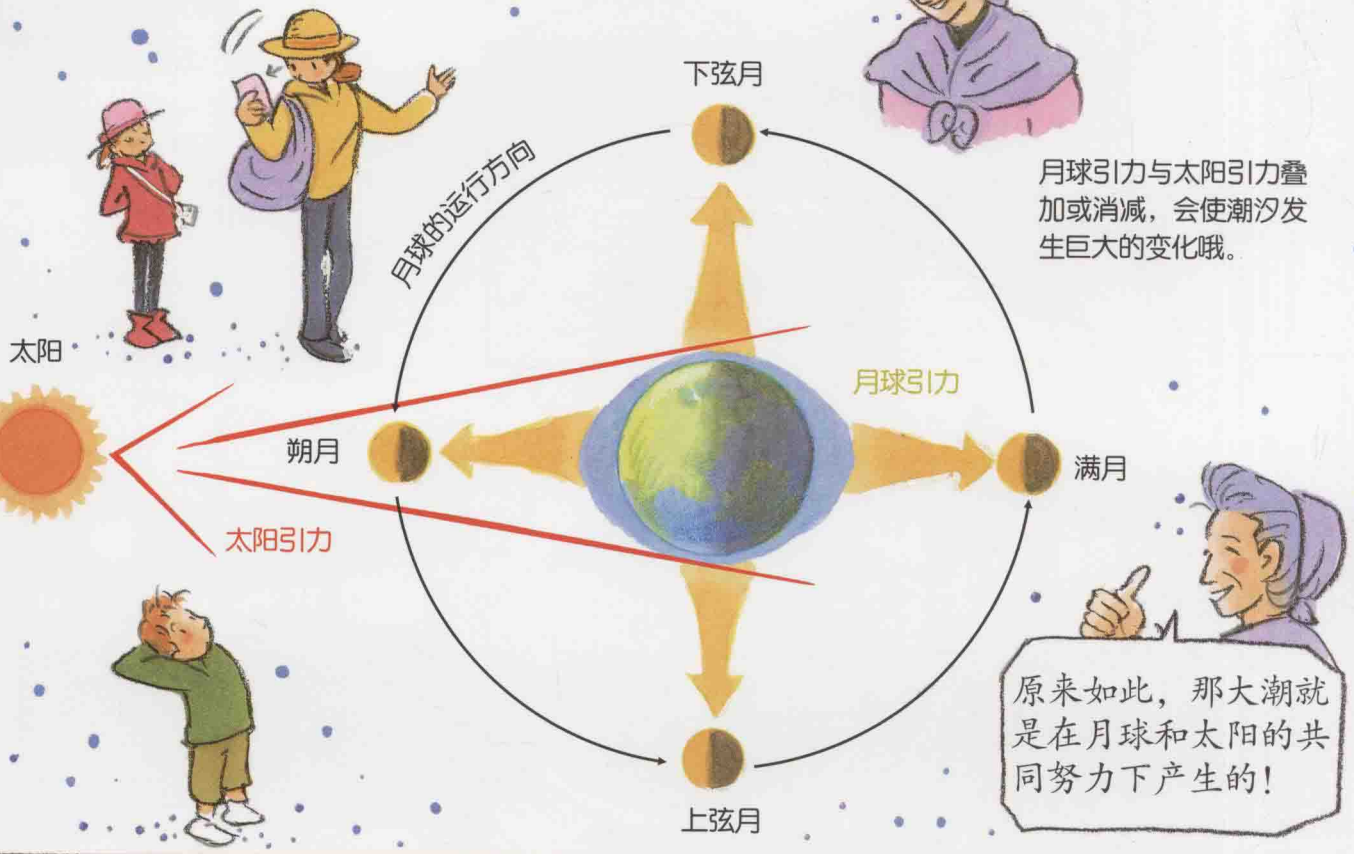 下弦月
月球的运行方向
月球引力与太阳引力叠
加或消减，会使潮汐发
生巨大的变化哦。
太阳
月球引力
朔月
满月
太阳引力
上弦月
原来如此，那大潮就
是在月球和太阳的共
同努力下产生的！